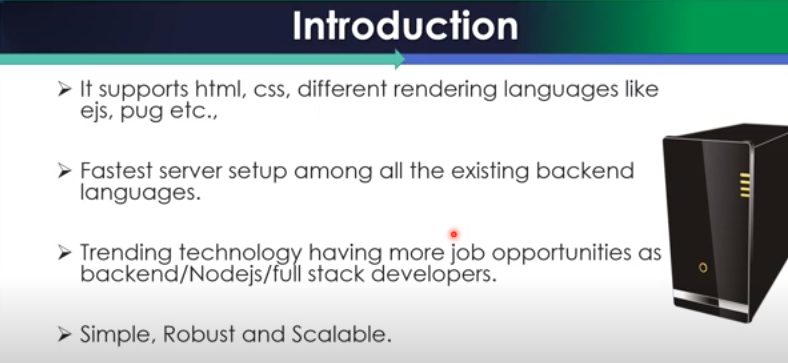 Introduction
➢ It supports html, css, different rendering languages like
ejs, pug etc.,
➢ Fastest server setup among all the existing backend
languages.
➢ Trending technology having more job opportunities as
backend/Nodejs/full stack developers.
➢ Simple, Robust and Scalable.